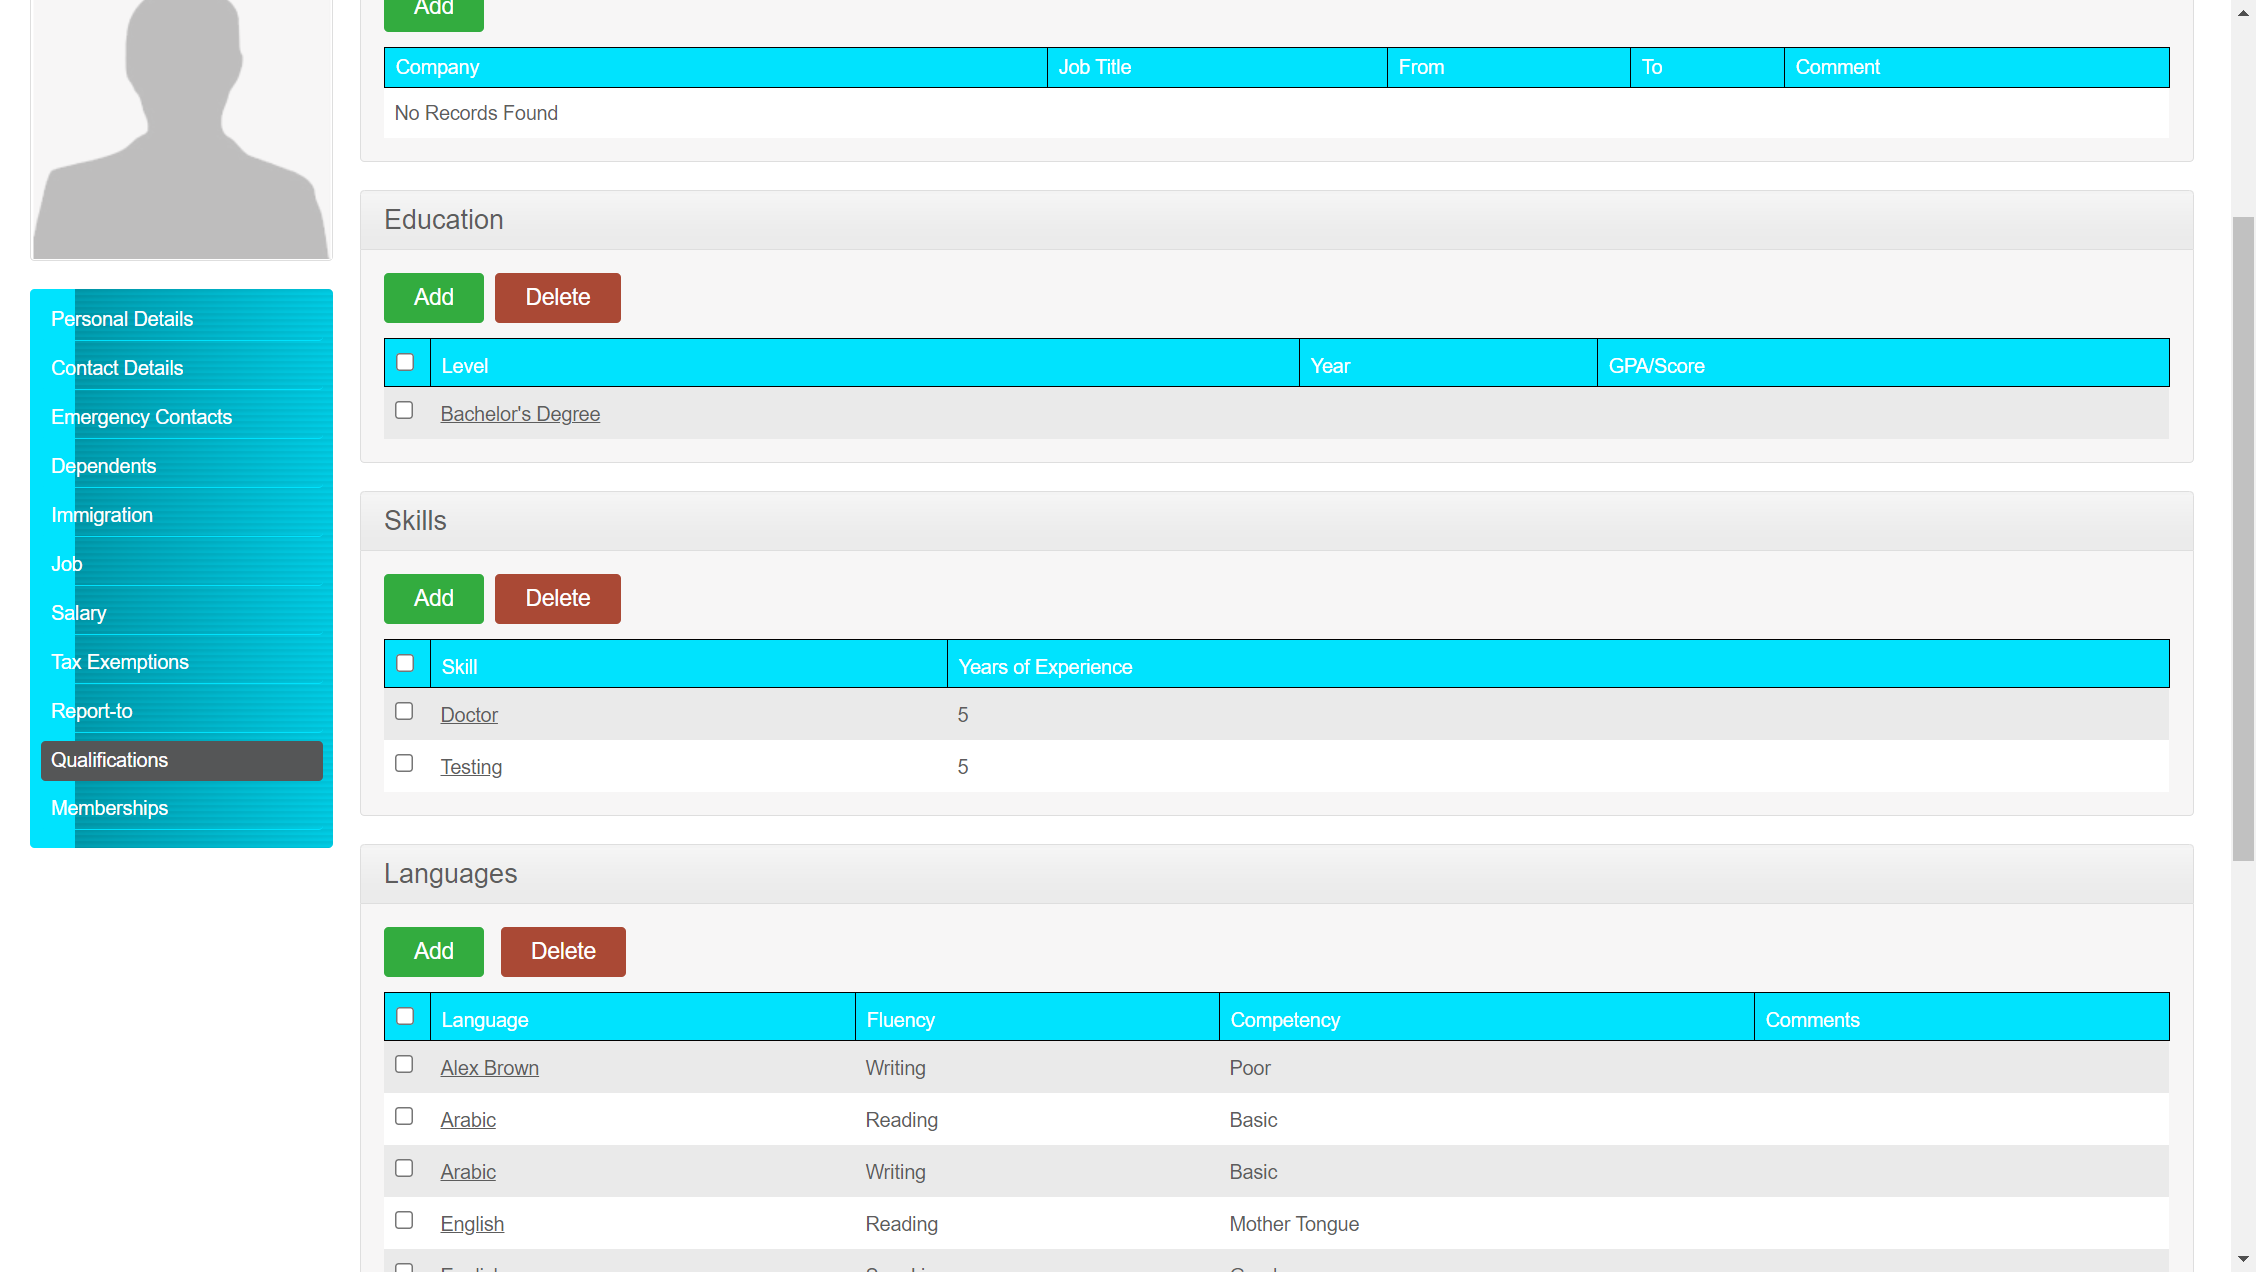 Add
Company Job Title From To Comment
No Records Found
Personal Details
Contact Details
Emergency Contacts
Dependents
Immigration
Job
Salary
Tax Exemptions
Report-to
Qualifications
Memberships
Education
Add Delete
Level Year GPA/Score
Bachelor's Degree
Skills
Add Delete
Skill Years of Experience
Doctor 5
Testing 5
Languages
Add Delete
Language Fluency Competency Comments
Alex Brown Writing Poor
Arabic Reading Basic
Arabic Writing Basic
English Reading Mother Tongue